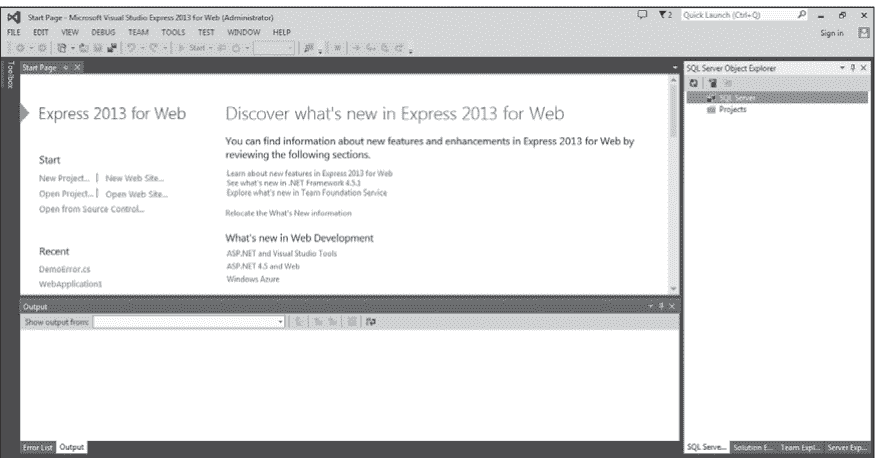 Start Page - Microsoft Visual Studio Express 2013 for Web (Administrator)
2
Quick Launch (Ctrl+Q)
FILE EDIT VIEW DEBUG TEAM TOOLS TEST WINDOW HELP
Sign in
Start
Toolbox
Start Page
SQL Server Object Explorer
SQL Server
Projects
Express 2013 for Web
Start
New Project... | New Web Site...
Open Project... | Open Web Site...
Open from Source Control...
Recent
DemoError.cs
WebApplication1
Discover what's new in Express 2013 for Web
You can find information about new features and enhancements in Express 2013 for Web by
reviewing the following sections.
Learn about new features in Express 2013 for Web
See what's new in .NET Framework 4.5.1
Explore what's new in Team Foundation Service
Relocate the What's New information
What's new in Web Development
ASP.NET and Visual Studio Tools
ASP.NET 4.5 and Web
Windows Azure
Output
Show output from:
Error List Output
SQL Serve... Solution E... Team Expl... Server Exp...